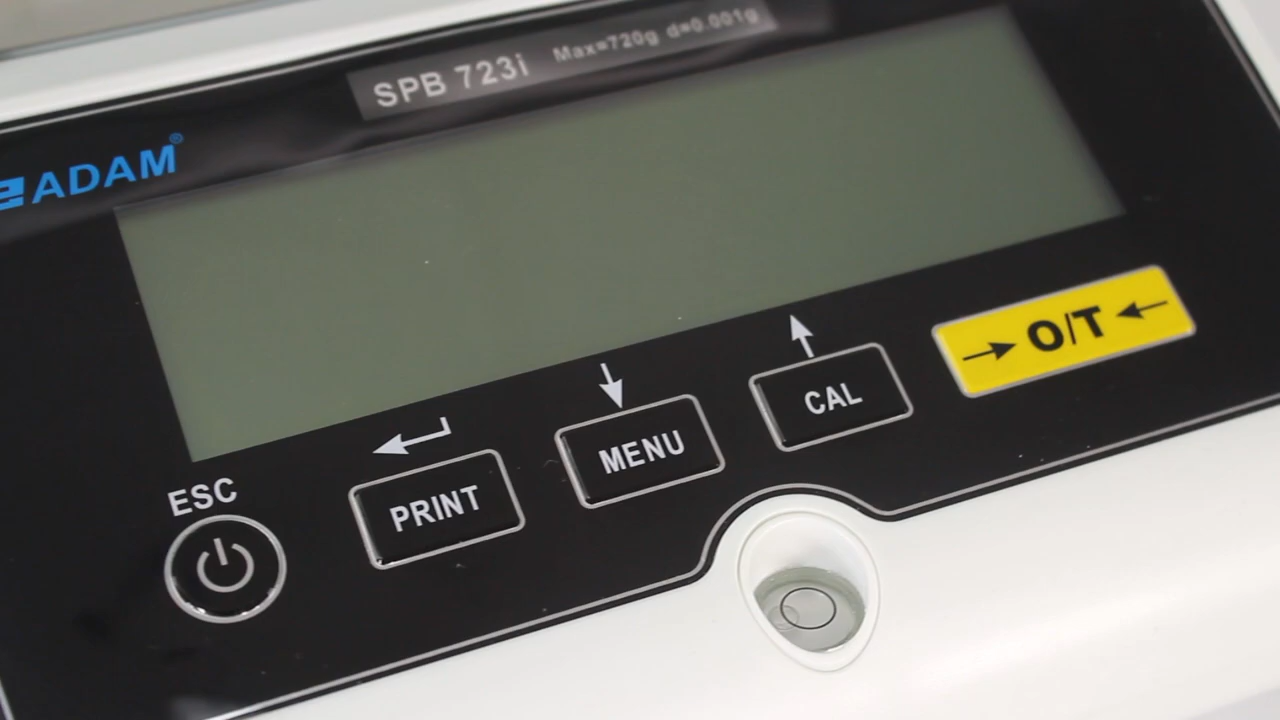 SPB 723i Max=720g d=0.001g
ADAM®
ESC
PRINT
MENU
CAL
O/T